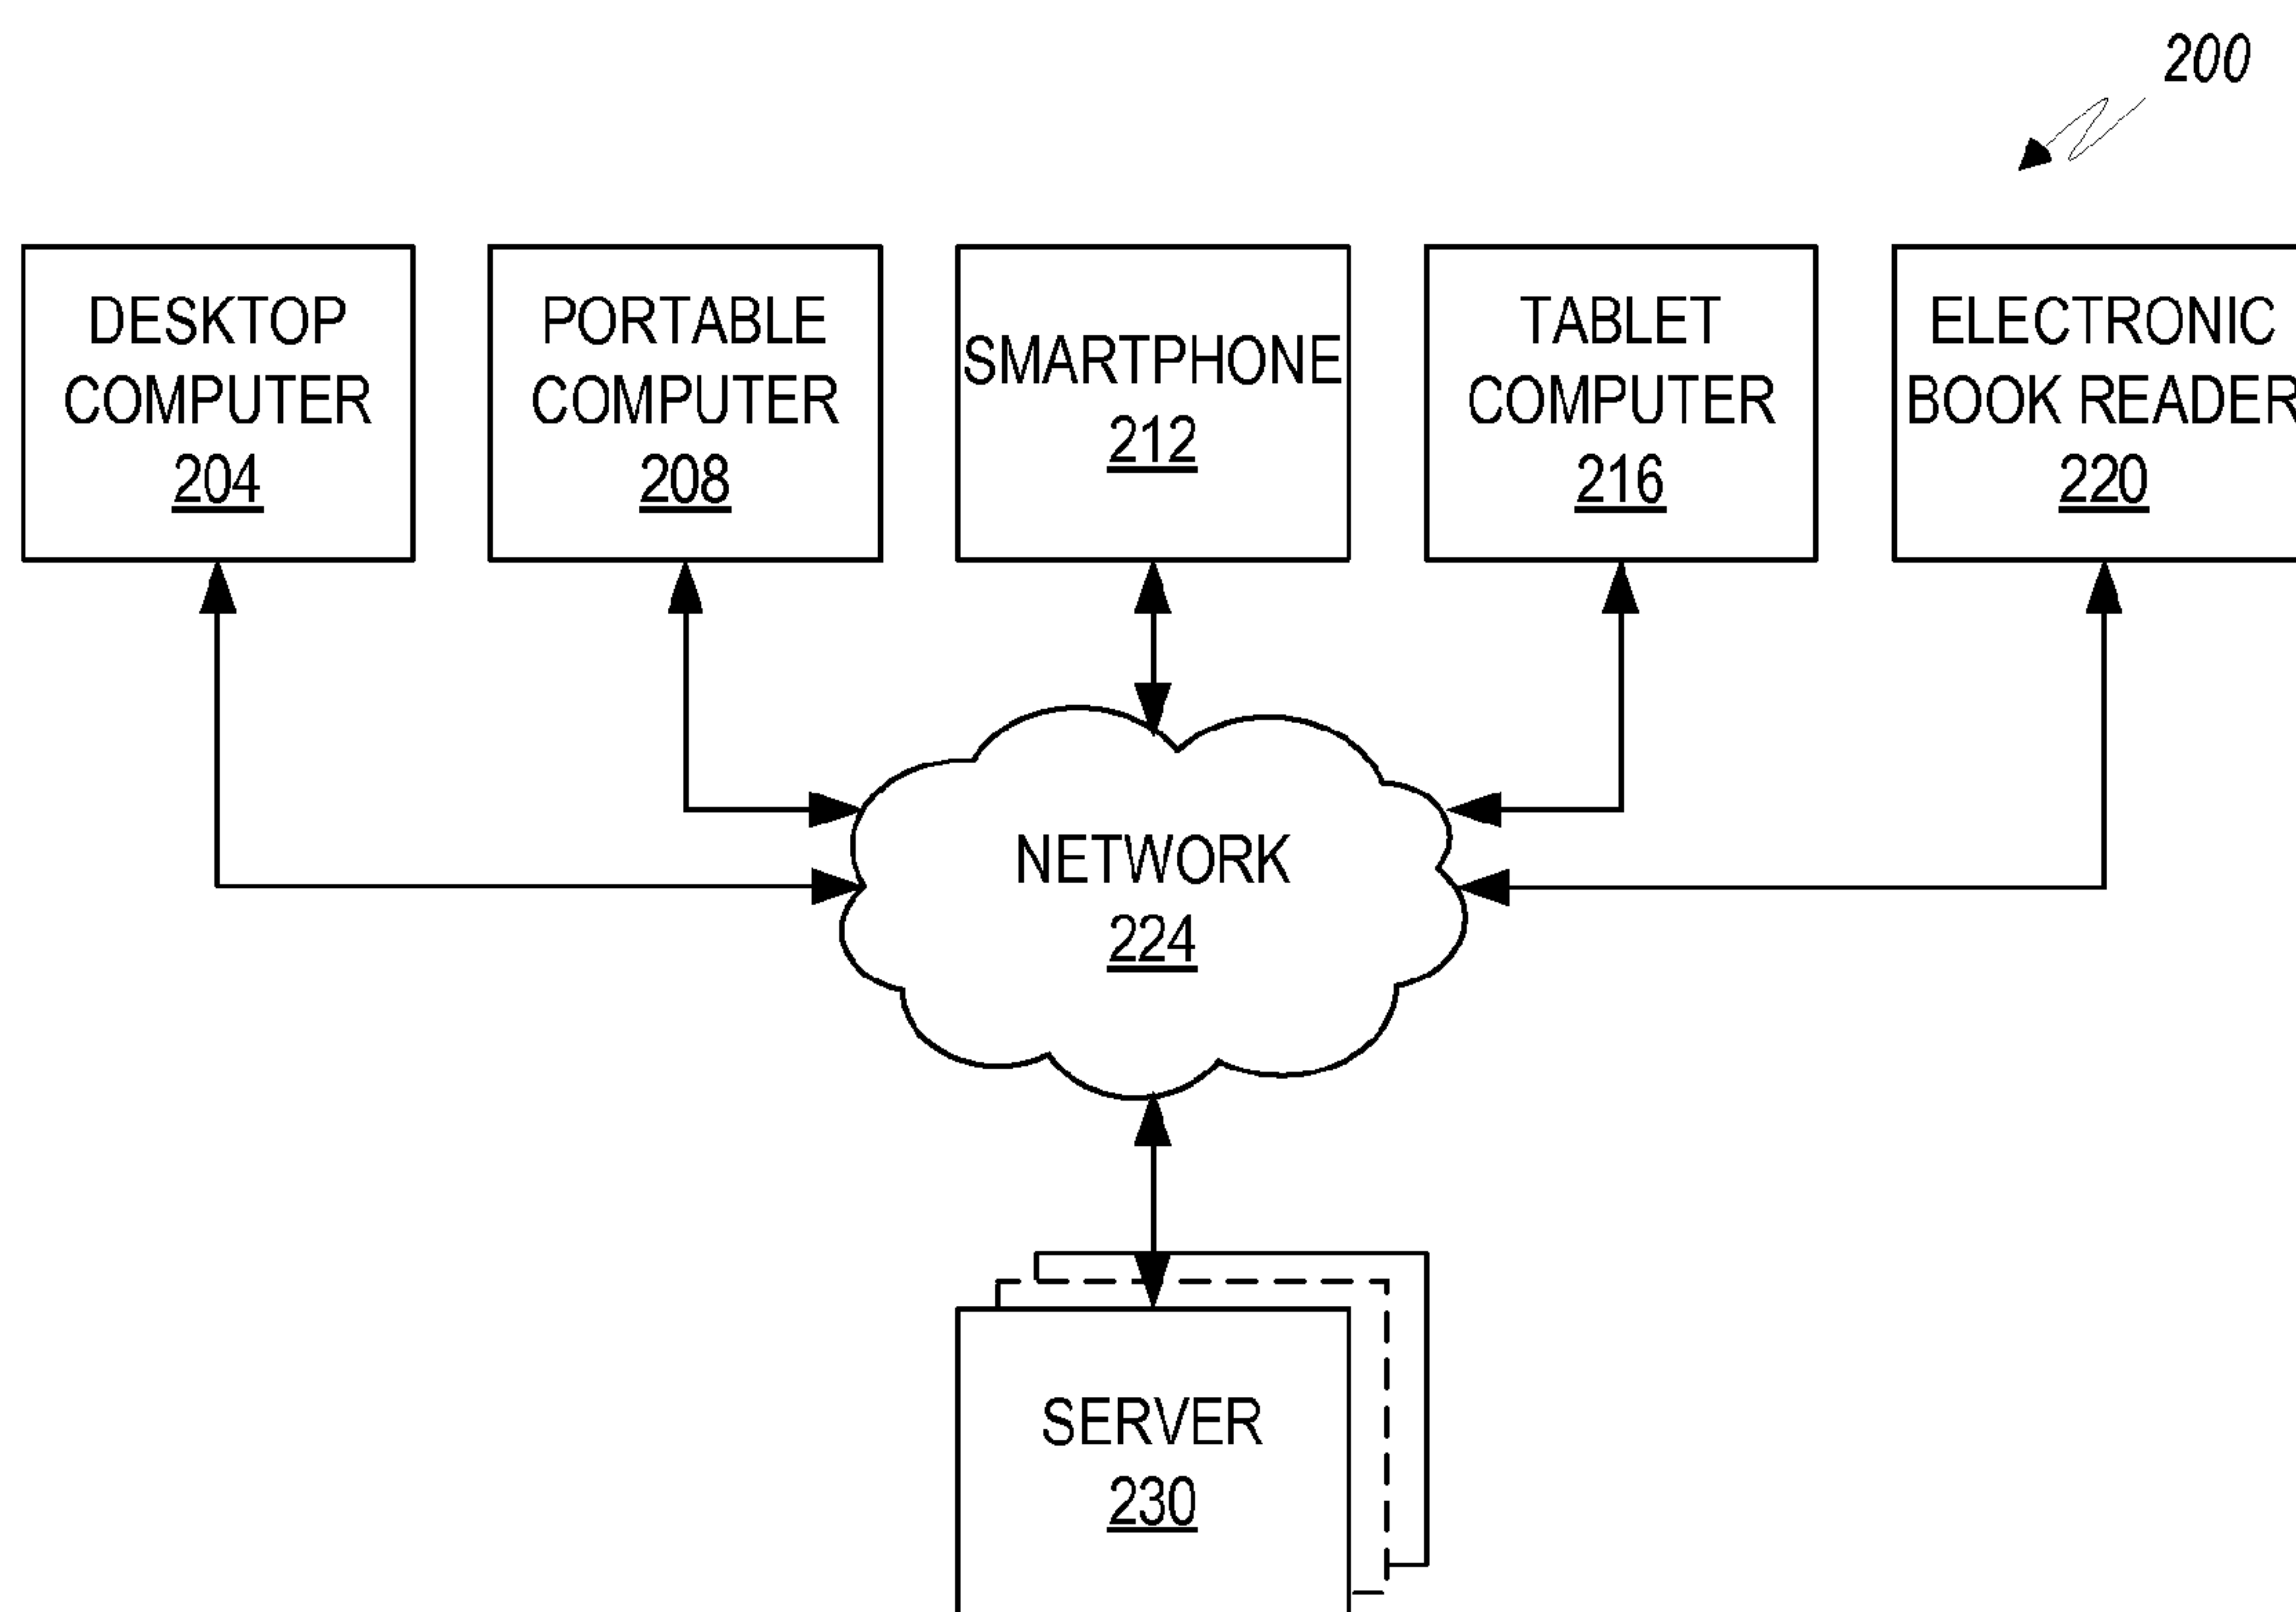 200
DESKTOP
COMPUTER
204
PORTABLE
COMPUTER
208
SMARTPHONE
212
TABLET
COMPUTER
216
ELECTRONIC
BOOK READER
220
NETWORK
224
SERVER
230